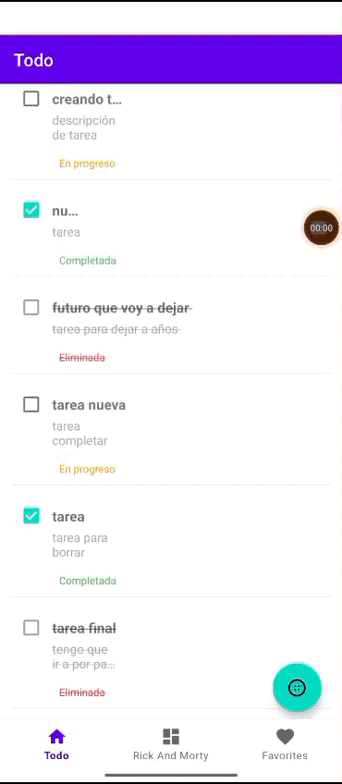 Todo
creando t...
descripción
de tarea
En progreso
nu...
tarea
Completada
00:00
futuro que voy a dejar
tarea para dejar a años
Eliminada
tarea nueva
tarea
completar
En progreso
tarea
tarea para
borrar
Completada
tarea final
tengo que
ir a por pa...
Eliminada
Todo
Rick And Morty
Favorites